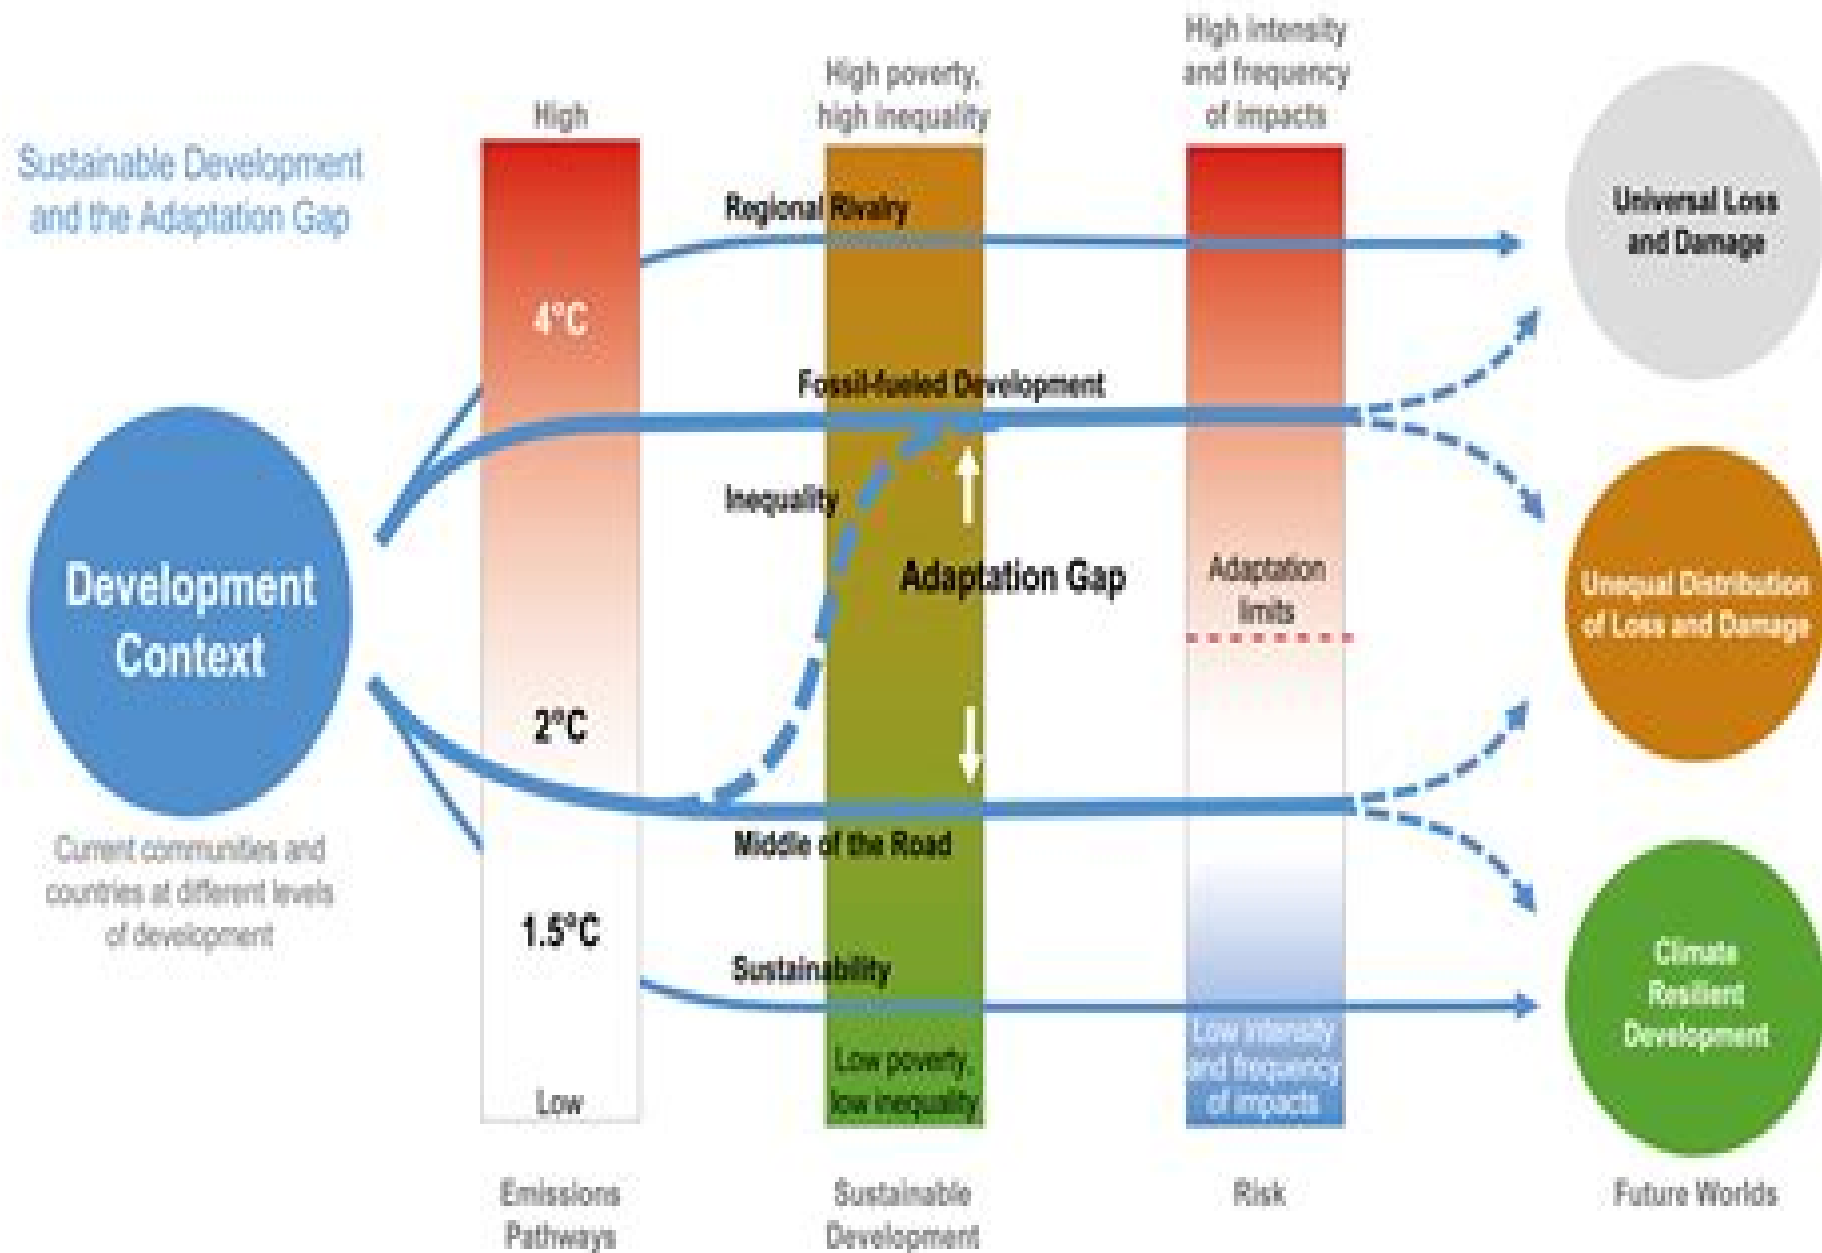 Sustainable Development
and the Adaptation Gap
Development
Context
Current communities and
countries at different levels
of development
High
4°C
2°C
1.5°C
Low
Emissions
Pathways
High poverty,
high inequality
Regional Rivalry
Fossil-fueled Development
Inequality
Adaptation Gap
Middle of the Road
Sustainability
Low poverty,
low inequality
Sustainable
Development
High intensity
and frequency
of impacts
Adaptation
limits
Low intensity
and frequency
of impacts
Risk
Universal Loss
and Damage
Unequal Distribution
of Loss and Damage
Climate
Resilient
Development
Future Worlds